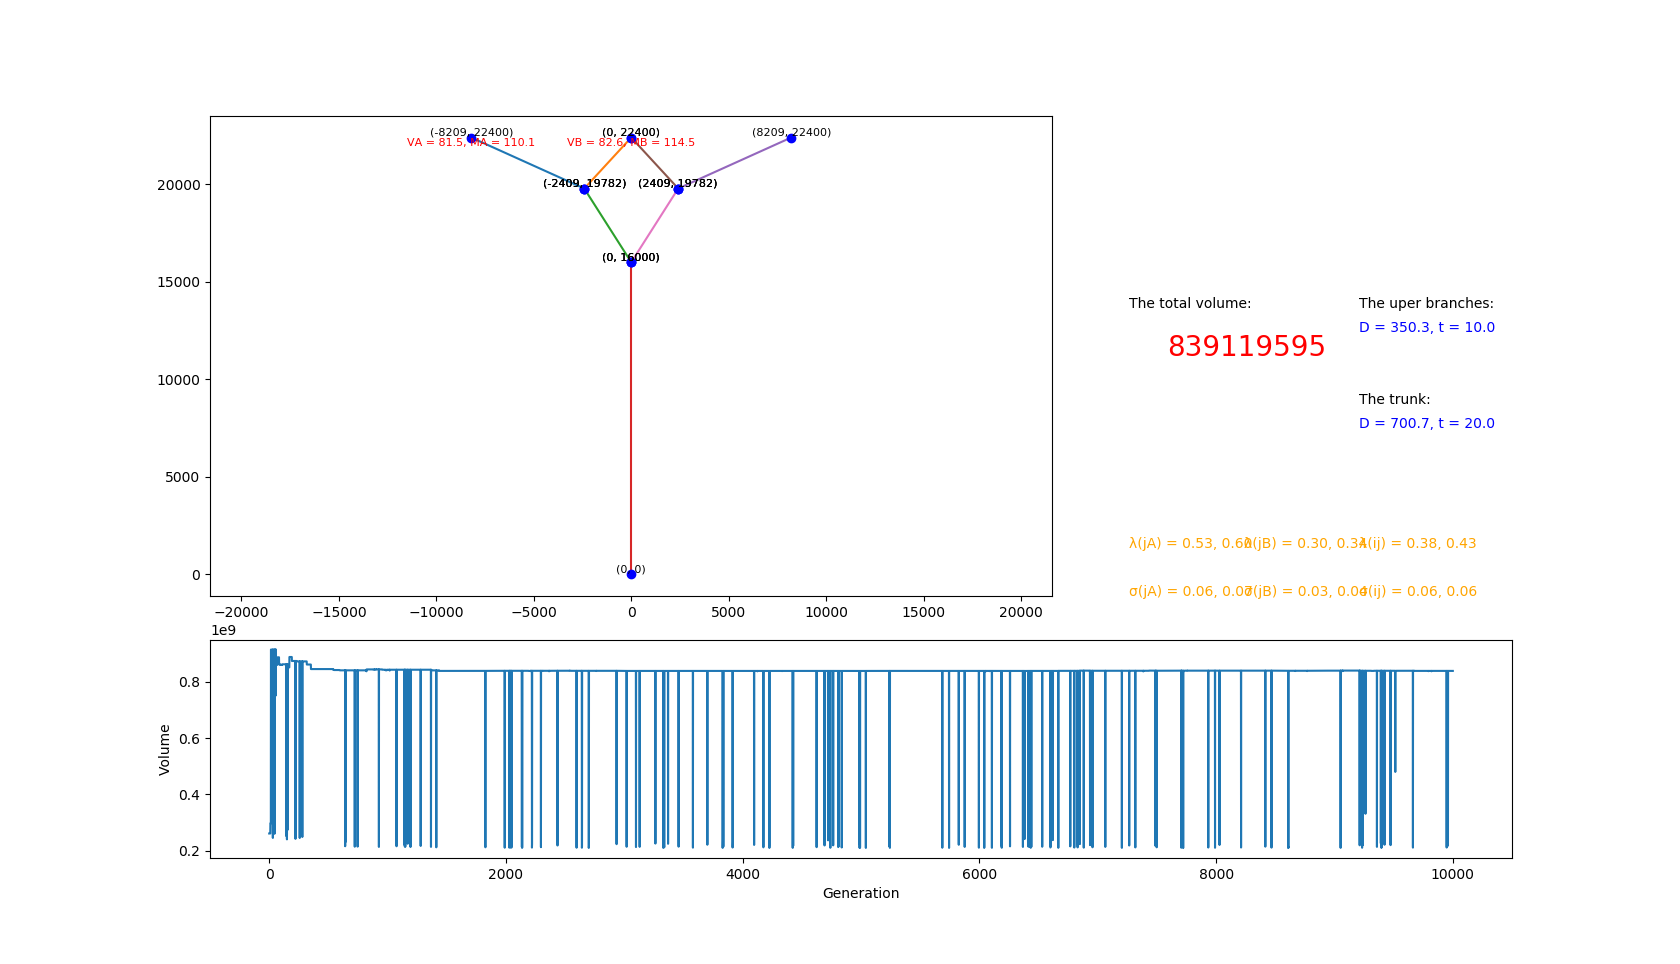 (-8209, 22400) (0, 22400) (8209, 22400)
VA = 81.5, MA = 110.1 VB = 82.6, MB = 114.5
(-2409, 19782) (2409, 19782)
(0, 16000)
(0, 0)
20000
15000
10000
5000
0
−20000 −15000 −10000 −5000 0 5000 10000 15000 20000
The total volume:
839119595
The uper branches:
D = 350.3, t = 10.0
The trunk:
D = 700.7, t = 20.0
λ(jA) = 0.53, 0.60 λ(jB) = 0.30, 0.34 λ(ij) = 0.38, 0.43
σ(jA) = 0.06, 0.07 σ(jB) = 0.03, 0.04 σ(ij) = 0.06, 0.06
1e9
0.8
0.6
0.4
0.2
Volume
0 2000 4000 6000 8000 10000
Generation